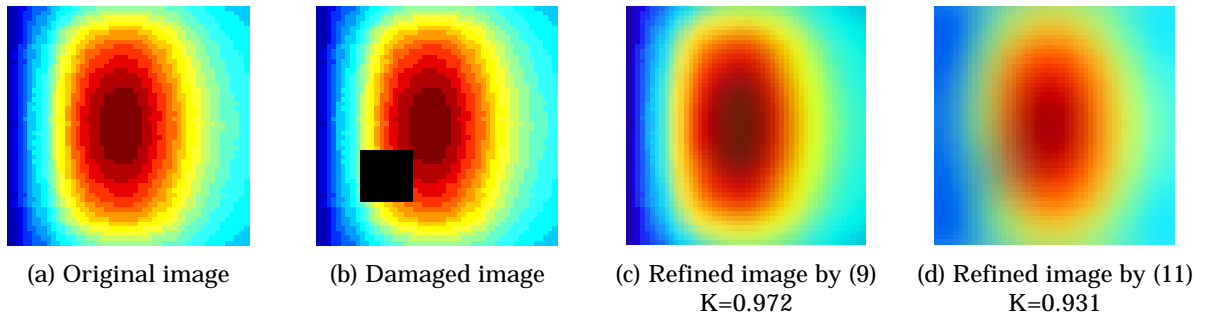 (a) Original image
(b) Damaged image
(c) Refined image by (9)
K=0.972
(d) Refined image by (11)
K=0.931